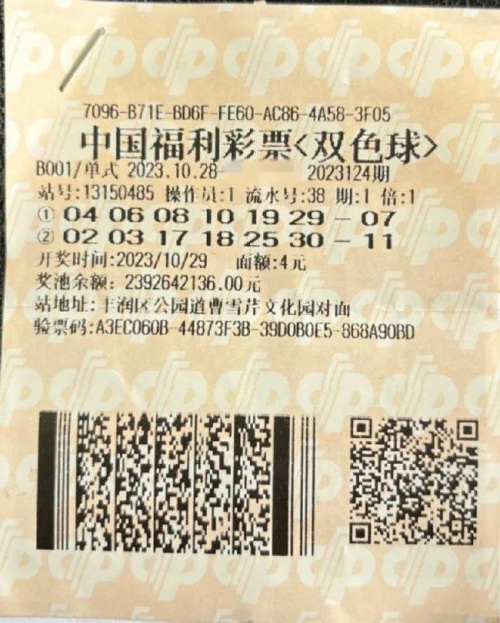 7096-B71E-BD6F-FE60-AC86-4A58-3F05
中国福利彩票<双色球>
B001/单式 2023.10.28- 2023124期
站号:13150485 操作员:1 流水号:38 期:1 倍:1
① 04 06 08 10 19 29 - 07
② 02 03 17 18 25 30 - 11
开奖时间:2023/10/29 面额:4元
奖池余额: 2392642136.00元
站地址: 丰润区公园道曹雪芹文化园对面
验票码:A3EC060B-44873F3B-39D0B0E5-868A90BD